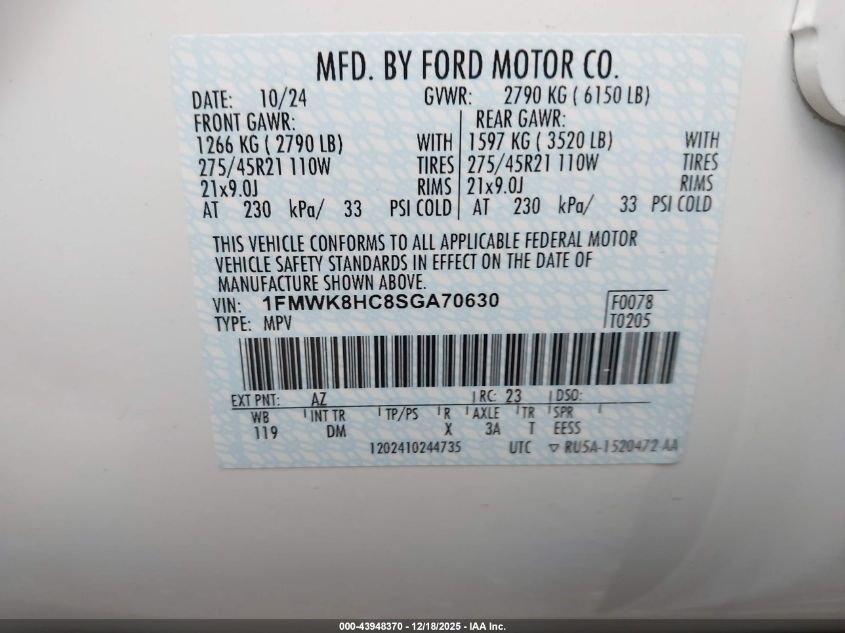 MFD. BY FORD MOTOR CO.
DATE: 10/24 GVWR: 2790 KG ( 6150 LB)
FRONT GAWR: REAR GAWR:
1266 KG ( 2790 LB) WITH 1597 KG ( 3520 LB) WITH
275/45R21 110W TIRES 275/45R21 110W TIRES
21x9.0J RIMS 21x9.0J RIMS
AT 230 kPa/ 33 PSI COLD AT 230 kPa/ 33 PSI COLD
THIS VEHICLE CONFORMS TO ALL APPLICABLE FEDERAL MOTOR
VEHICLE SAFETY STANDARDS IN EFFECT ON THE DATE OF
MANUFACTURE SHOWN ABOVE.
VIN: 1FMWK8HC8SGA70630 F0078
TYPE: MPV T0205
EXT PNT: AZ RC: 23 DSO:
WB INT TR TP/PS R AXLE TR SPR
119 DM X 3A T EESS
1202410244735 UTC ▽ RU5A-1520472 AA
000-43948370 - 12/18/2025 - IAA Inc.